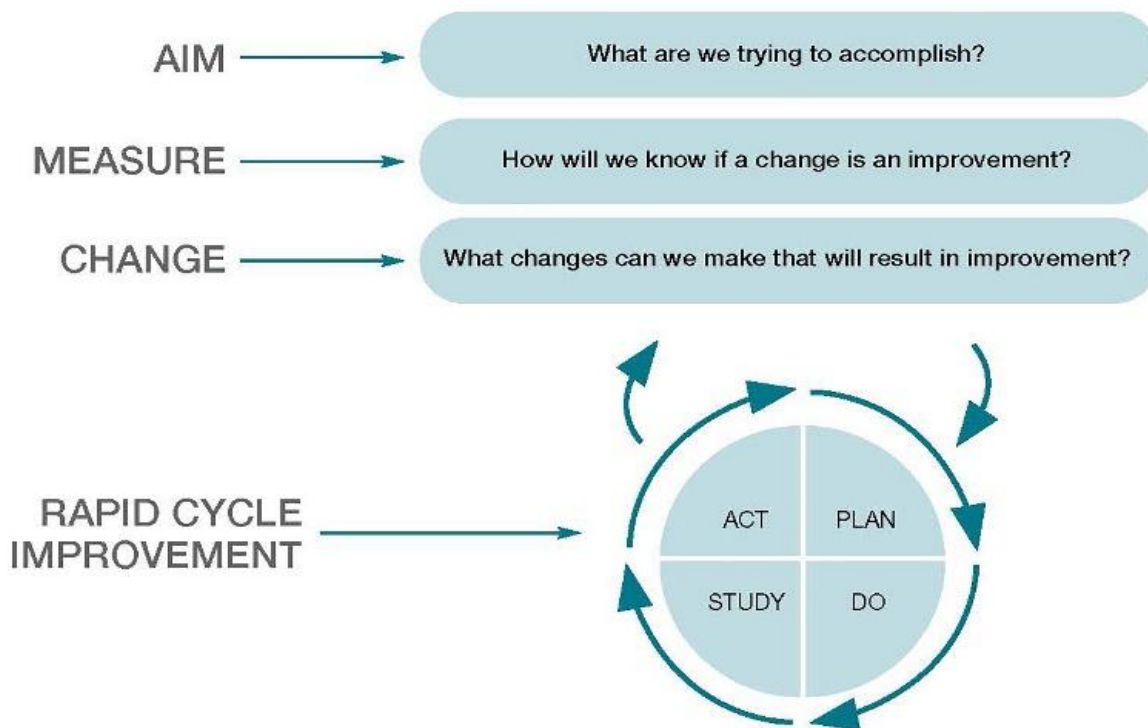 AIM
What are we trying to accomplish?
MEASURE
How will we know if a change is an improvement?
CHANGE
What changes can we make that will result in improvement?
RAPID CYCLE
IMPROVEMENT
ACT
PLAN
STUDY
DO